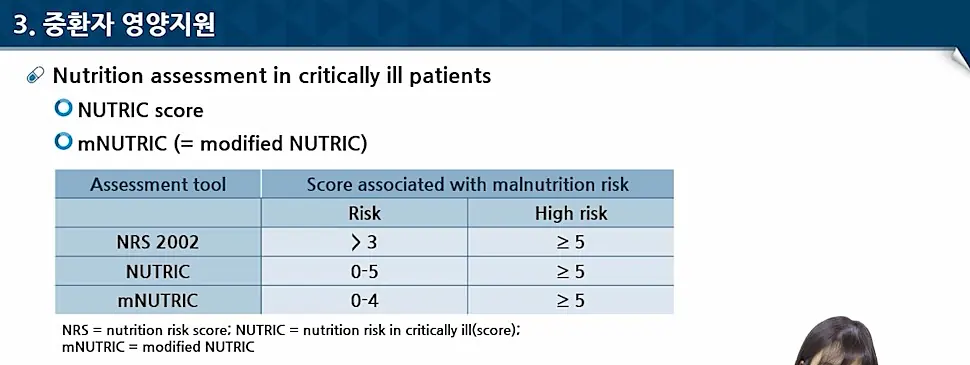 3. 중환자 영양지원
Nutrition assessment in critically ill patients
NUTRIC score
mNUTRIC (= modified NUTRIC)
Assessment tool Score associated with malnutrition risk
Risk High risk
NRS 2002 > 3 ≥ 5
NUTRIC 0-5 ≥ 5
mNUTRIC 0-4 ≥ 5
NRS = nutrition risk score; NUTRIC = nutrition risk in critically ill(score);
mNUTRIC = modified NUTRIC